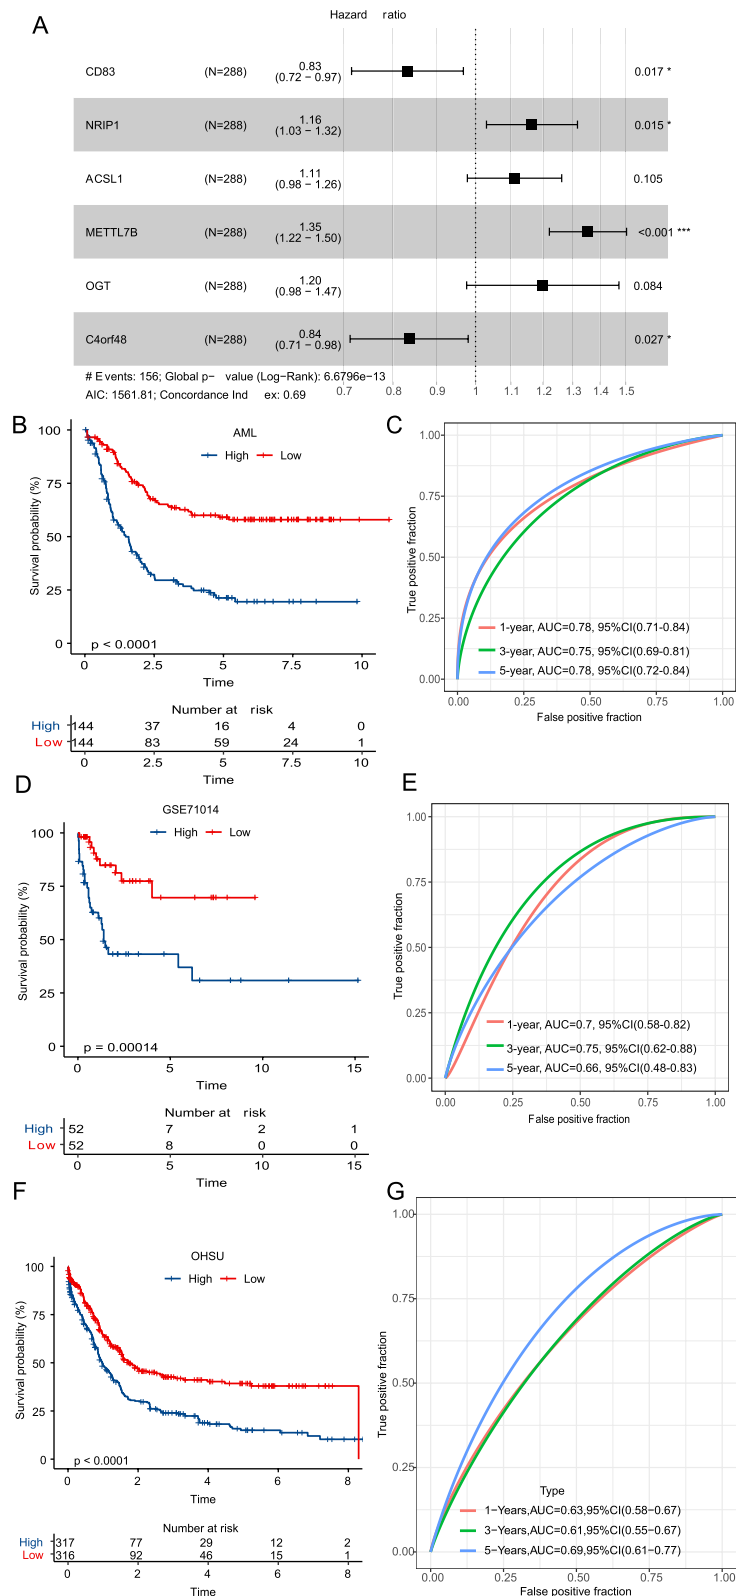 A
Hazard ratio
CD83 (N=288) 0.83 (0.72 − 0.97) 0.017 *
NRIP1 (N=288) 1.16 (1.03 − 1.32) 0.015 *
ACSL1 (N=288) 1.11 (0.98 − 1.26) 0.105
METTL7B (N=288) 1.35 (1.22 − 1.50) <0.001 ***
OGT (N=288) 1.20 (0.98 − 1.47) 0.084
C4orf48 (N=288) 0.84 (0.71 − 0.98) 0.027 *
# Events: 156; Global p− value (Log−Rank): 6.6796e−13
AIC: 1561.81; Concordance Ind ex: 0.69
0.7 0.8 0.9 1 1.1 1.2 1.3 1.4 1.5
B
AML
High Low
Survival probability (%)
100
75
50
25
0
p < 0.0001
0 2.5 5 7.5 10
Time
Number at risk
High 144 37 16 4 0
Low 144 83 59 24 1
0 2.5 5 7.5 10
Time
C
True positive fraction
1.00
0.75
0.50
0.25
0.00
1-year, AUC=0.78, 95%CI(0.71-0.84)
3-year, AUC=0.75, 95%CI(0.69-0.81)
5-year, AUC=0.78, 95%CI(0.72-0.84)
0.00 0.25 0.50 0.75 1.00
False positive fraction
D
GSE71014
High Low
Survival probability (%)
100
75
50
25
0
p = 0.00014
0 5 10 15
Time
Number at risk
High 52 7 2 1
Low 52 8 0 0
0 5 10 15
Time
E
True positive fraction
1.00
0.75
0.50
0.25
0.00
1-year, AUC=0.7, 95%CI(0.58-0.82)
3-year, AUC=0.75, 95%CI(0.62-0.88)
5-year, AUC=0.66, 95%CI(0.48-0.83)
0.00 0.25 0.50 0.75 1.00
False positive fraction
F
OHSU
High Low
Survival probability (%)
100
75
50
25
0
p < 0.0001
0 2 4 6 8
Time
Number at risk
High 317 77 29 12 2
Low 316 92 46 15 1
0 2 4 6 8
Time
G
True positive fraction
1.00
0.75
0.50
0.25
0.00
Type
1−Years,AUC=0.63,95%CI(0.58−0.67)
3−Years,AUC=0.61,95%CI(0.55−0.67)
5−Years,AUC=0.69,95%CI(0.61−0.77)
0.00 0.25 0.50 0.75 1.00
False positive fraction